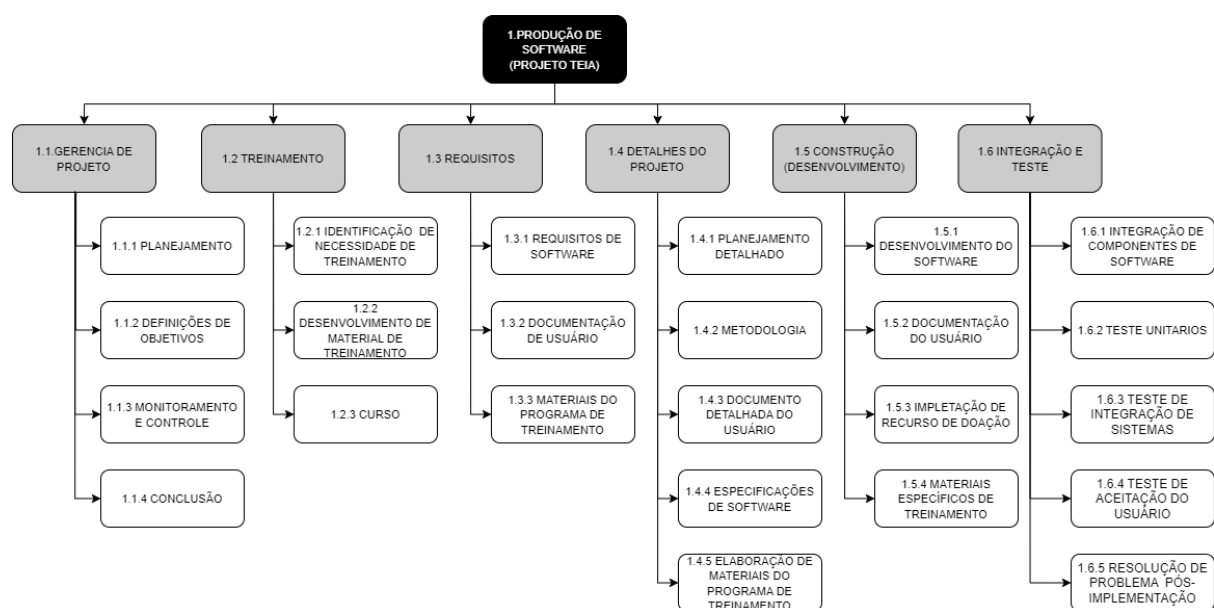 1.PRODUÇÃO DE
SOFTWARE
(PROJETO TEIA)
1.1.GERENCIA DE
PROJETO
1.2 TREINAMENTO
1.3 REQUISITOS
1.4 DETALHES DO
PROJETO
1.5 CONSTRUÇÃO
(DESENVOLVIMENTO)
1.6 INTEGRAÇÃO E
TESTE
1.1.1 PLANEJAMENTO
1.1.2 DEFINIÇÕES DE
OBJETIVOS
1.1.3 MONITORAMENTO
E CONTROLE
1.1.4 CONCLUSÃO
1.2.1 IDENTIFICAÇÃO DE
NECESSIDADE DE
TREINAMENTO
1.2.2
DESENVOLVIMENTO DE
MATERIAL DE
TREINAMENTO
1.2.3 CURSO
1.3.1 REQUISITOS DE
SOFTWARE
1.3.2 DOCUMENTAÇÃO
DE USUÁRIO
1.3.3 MATERIAIS DO
PROGRAMA DE
TREINAMENTO
1.4.1 PLANEJAMENTO
DETALHADO
1.4.2 METODOLOGIA
1.4.3 DOCUMENTO
DETALHADA DO
USUÁRIO
1.4.4 ESPECIFICAÇÕES
DE SOFTWARE
1.4.5 ELABORAÇÃO DE
MATERIAIS DO
PROGRAMA DE
TREINAMENTO
1.5.1
DESENVOLVIMENTO DO
SOFTWARE
1.5.2 DOCUMENTAÇÃO
DO USUÁRIO
1.5.3 IMPLETAÇÃO DE
RECURSO DE DOAÇÃO
1.5.4 MATERIAIS
ESPECÍFICOS DE
TREINAMENTO
1.6.1 INTEGRAÇÃO DE
COMPONENTES DE
SOFTWARE
1.6.2 TESTE UNITARIOS
1.6.3 TESTE DE
INTEGRAÇÃO DE
SISTEMAS
1.6.4 TESTE DE
ACEITAÇÃO DO
USUÁRIO
1.6.5 RESOLUÇÃO DE
PROBLEMA PÓS-
IMPLEMENTAÇÃO